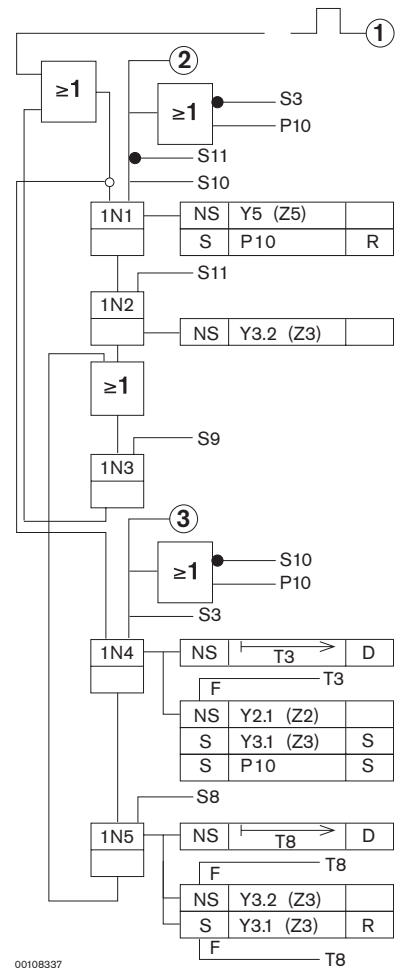 1
≥1
2
≥1
S3
P10
S11
S10
1N1
NS Y5 (Z5)
S P10 R
S11
1N2
NS Y3.2 (Z3)
≥1
S9
1N3
3
≥1
S10
P10
S3
1N4
NS T3 D
T3
F
NS Y2.1 (Z2)
S Y3.1 (Z3) S
S P10 S
S8
1N5
NS T8 D
T8
F
NS Y3.2 (Z3)
S Y3.1 (Z3) R
F
T8
00108337